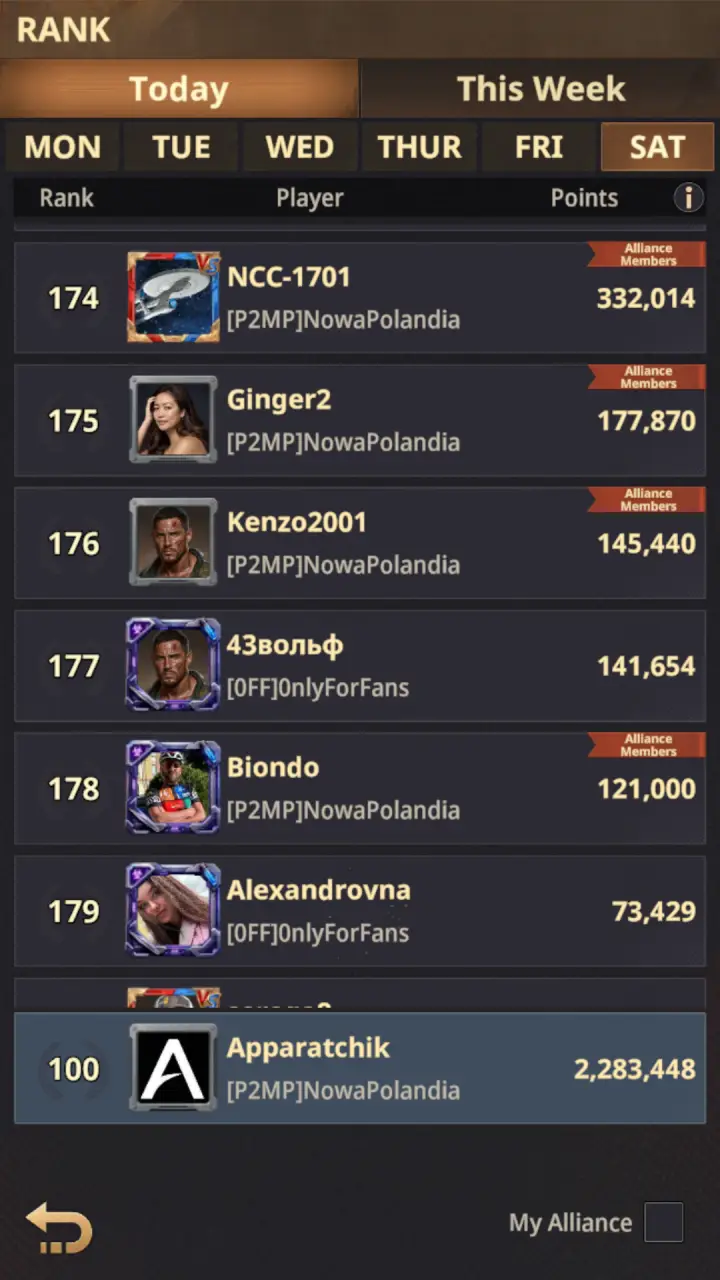 RANK
Today
This Week
MON
TUE
WED
THUR
FRI
SAT
Rank
Player
Points
Alliance Members
174
NCC-1701
[P2MP]NowaPolandia
332,014
Alliance Members
175
Ginger2
[P2MP]NowaPolandia
177,870
Alliance Members
176
Kenzo2001
[P2MP]NowaPolandia
145,440
177
43вольф
[0FF]0nlyForFans
141,654
Alliance Members
178
Biondo
[P2MP]NowaPolandia
121,000
179
Alexandrovna
[0FF]0nlyForFans
73,429
100
Apparatchik
[P2MP]NowaPolandia
2,283,448
My Alliance